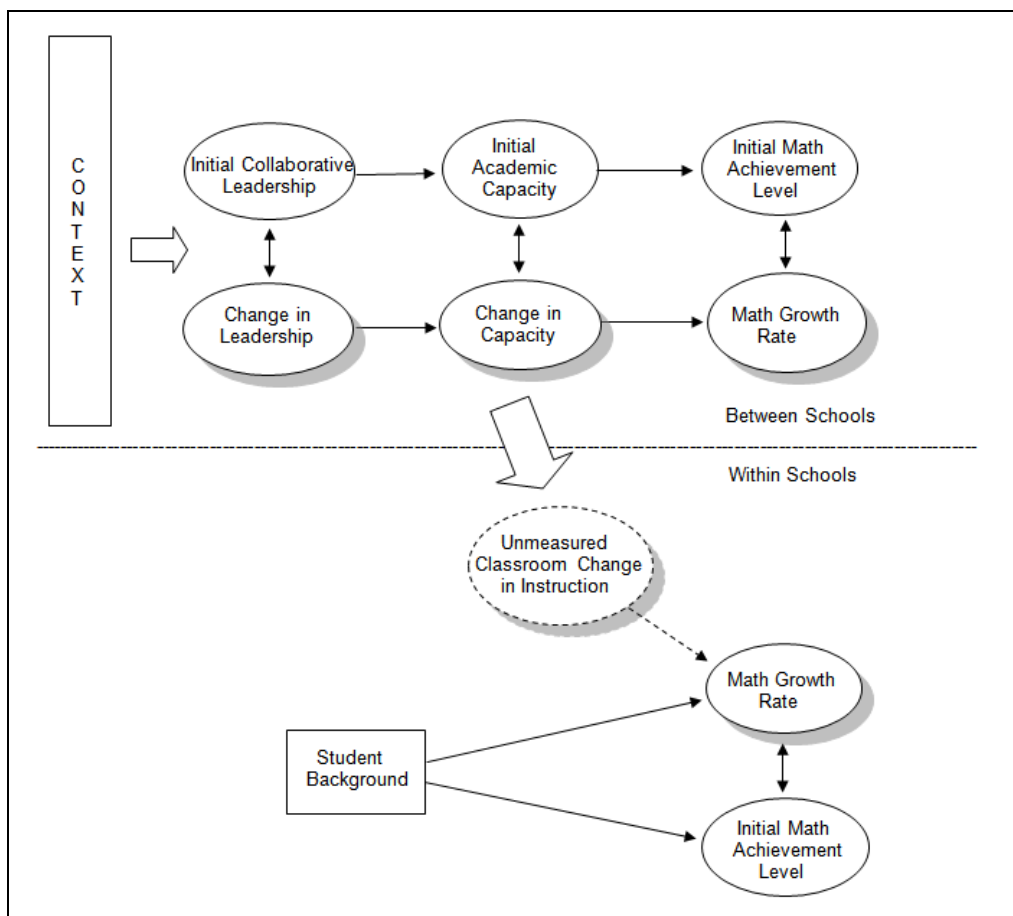 C
O
N
T
E
X
T
Initial Collaborative
Leadership
Initial
Academic
Capacity
Initial Math
Achievement
Level
Change in
Leadership
Change in
Capacity
Math Growth
Rate
Between Schools
Within Schools
Unmeasured
Classroom Change
in Instruction
Math Growth
Rate
Student
Background
Initial Math
Achievement
Level